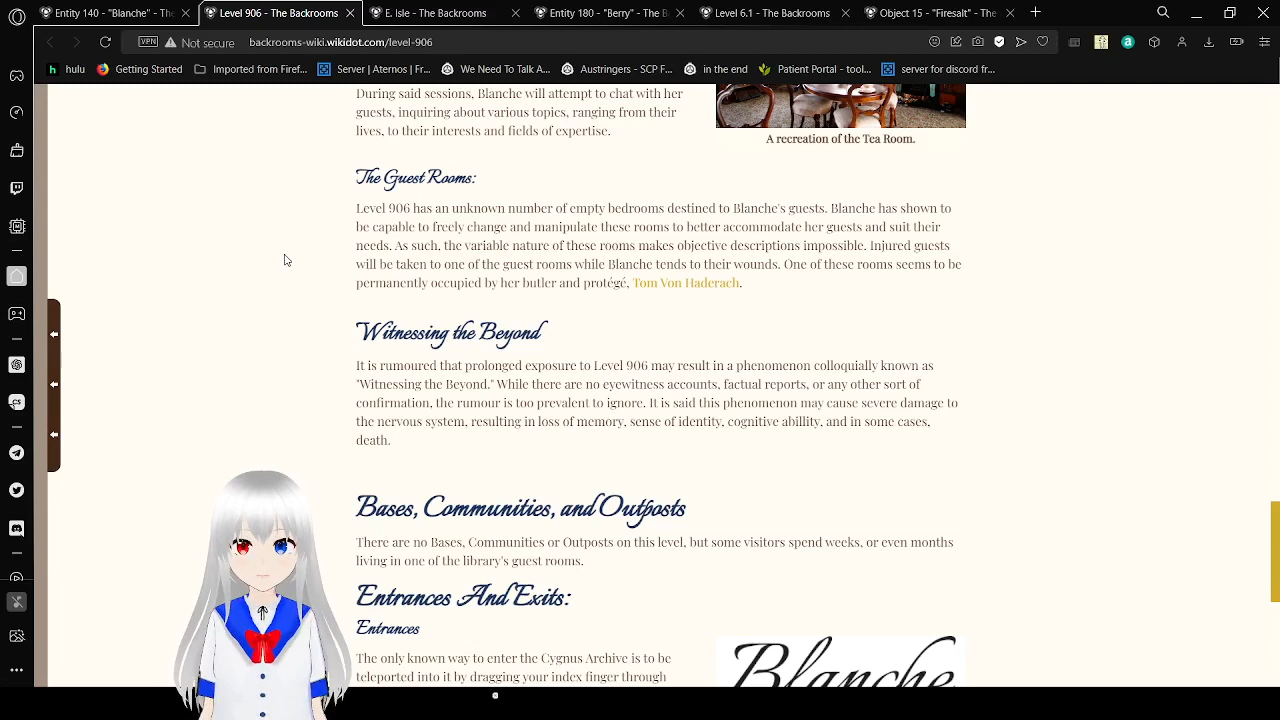 Entity 140 - "Blanche" - The
Level 906 - The Backrooms
E. Isle - The Backrooms
Entity 180 - "Berry" - The B
Level 6.1 - The Backrooms
Object 15 - "Firesalt" - The
VPN
Not secure
backrooms-wiki.wikidot.com/level-906
hulu
Getting Started
Imported from Firef...
Server | Aternos | Fr...
We Need To Talk A...
Austringers - SCP F...
in the end
Patient Portal - tool...
server for discord fr...
During said sessions, Blanche will attempt to chat with her
guests, inquiring about various topics, ranging from their
lives, to their interests and fields of expertise.
A recreation of the Tea Room.
The Guest Rooms:
Level 906 has an unknown number of empty bedrooms destined to Blanche's guests. Blanche has shown to
be capable to freely change and manipulate these rooms to better accommodate her guests and suit their
needs. As such, the variable nature of these rooms makes objective descriptions impossible. Injured guests
will be taken to one of the guest rooms while Blanche tends to their wounds. One of these rooms seems to be
permanently occupied by her butler and protégé, Tom Von Haderach.
Witnessing the Beyond
It is rumoured that prolonged exposure to Level 906 may result in a phenomenon colloquially known as
"Witnessing the Beyond." While there are no eyewitness accounts, factual reports, or any other sort of
confirmation, the rumour is too prevalent to ignore. It is said this phenomenon may cause severe damage to
the nervous system, resulting in loss of memory, sense of identity, cognitive abillity, and in some cases,
death.
Bases, Communities, and Outposts
There are no Bases, Communities or Outposts on this level, but some visitors spend weeks, or even months
living in one of the library's guest rooms.
Entrances And Exits:
Entrances
The only known way to enter the Cygnus Archive is to be
teleported into it by dragging your index finger through
Blanche